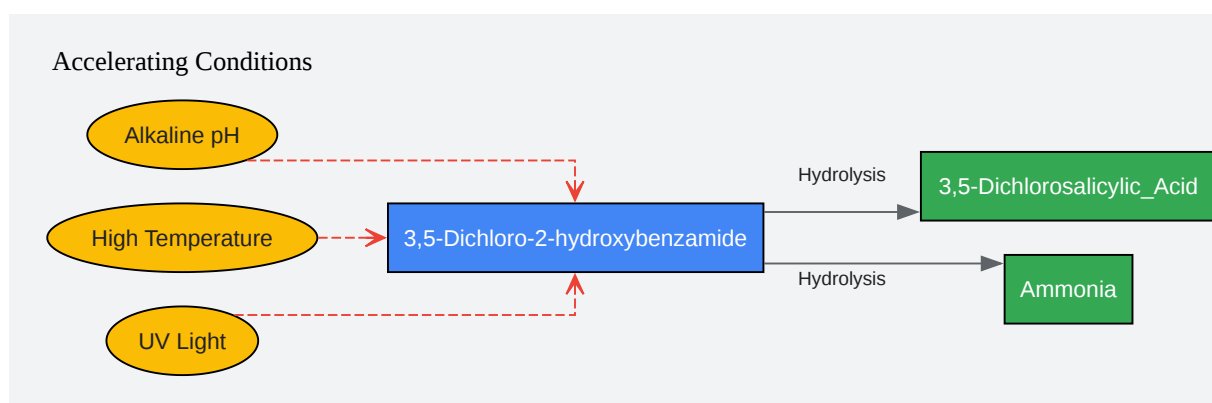 Accelerating Conditions
Alkaline pH
High Temperature
UV Light
3,5-Dichloro-2-hydroxybenzamide
Hydrolysis
Hydrolysis
3,5-Dichlorosalicylic_Acid
Ammonia